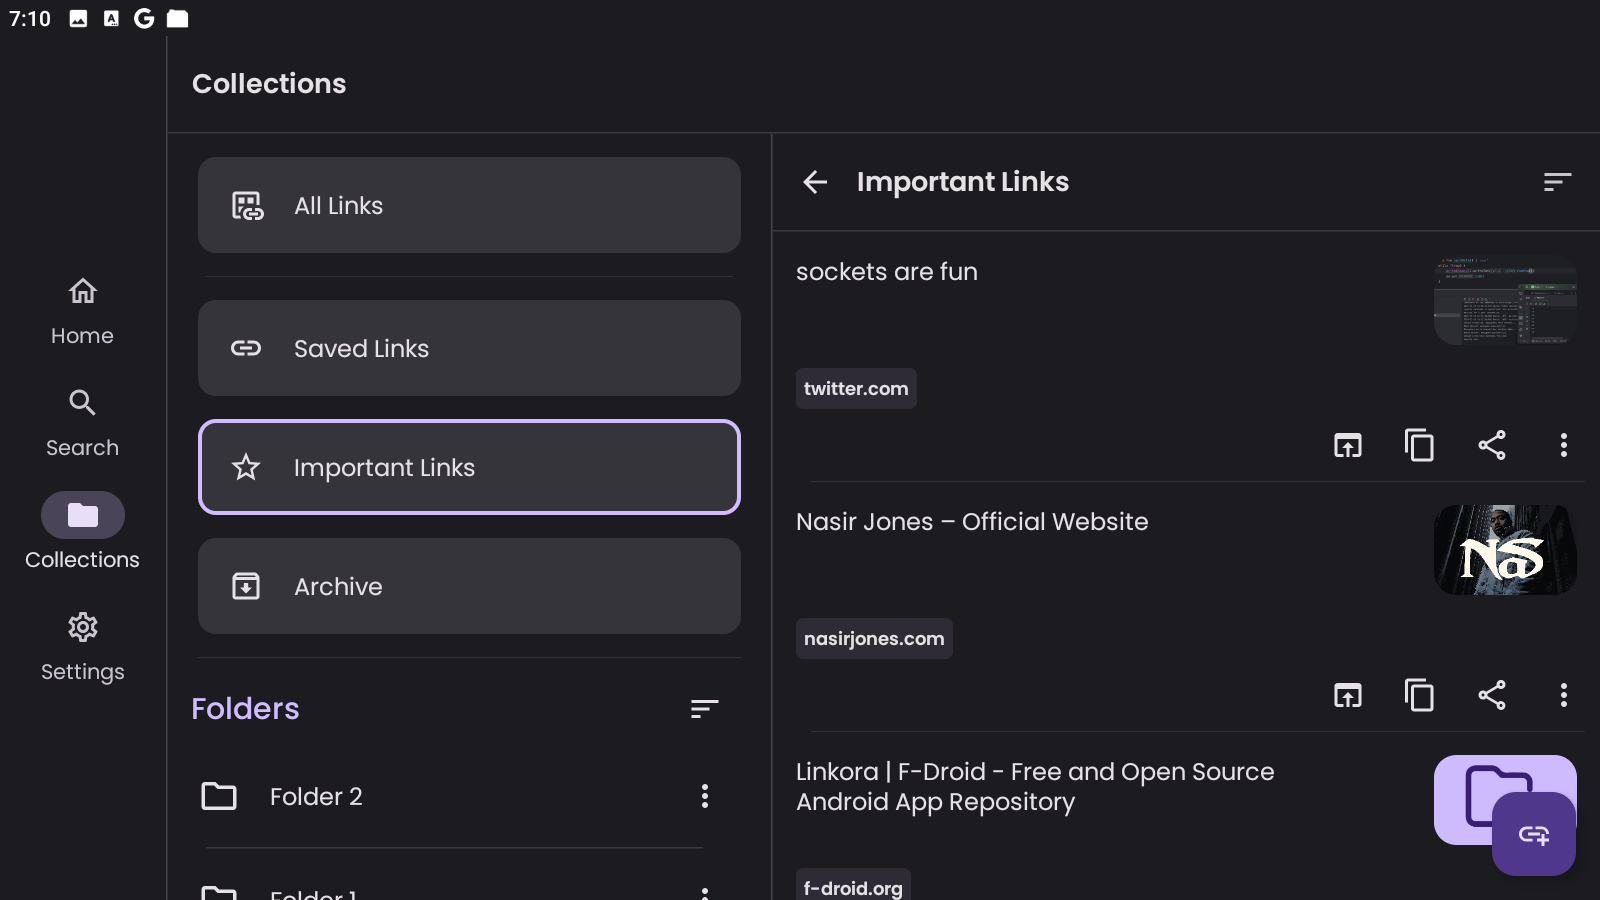 7:10
Collections
All Links
Saved Links
Important Links
Archive
Folders
Folder 2
Folder 1
Home
Search
Collections
Settings
Important Links
sockets are fun
twitter.com
Nasir Jones – Official Website
Nas
nasirjones.com
Linkora | F-Droid - Free and Open Source
Android App Repository
f-droid.org